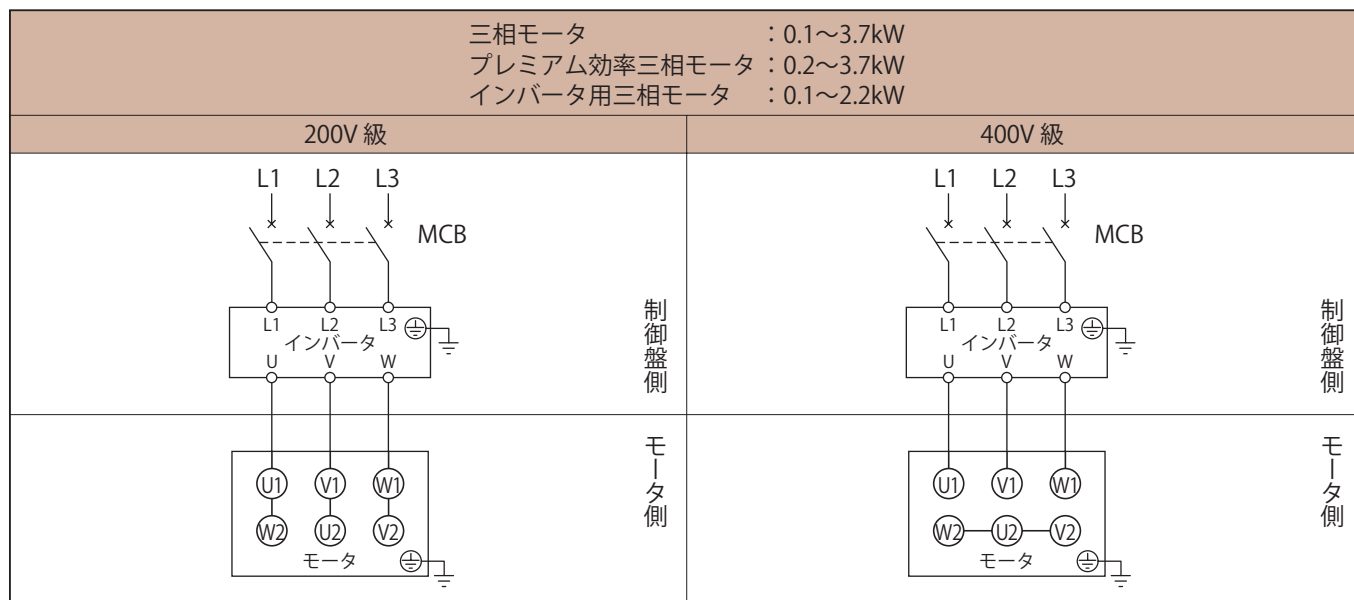 三相モータ ：0.1～3.7kW
プレミアム効率三相モータ：0.2～3.7kW
インバータ用三相モータ ：0.1～2.2kW
200V 級
400V 級
L1 L2 L3
MCB
L1 L2 L3
インバータ
U V W
制御盤側
U1 V1 W1
W2 U2 V2
モータ
モータ側
L1 L2 L3
MCB
L1 L2 L3
インバータ
U V W
制御盤側
U1 V1 W1
W2 U2 V2
モータ
モータ側